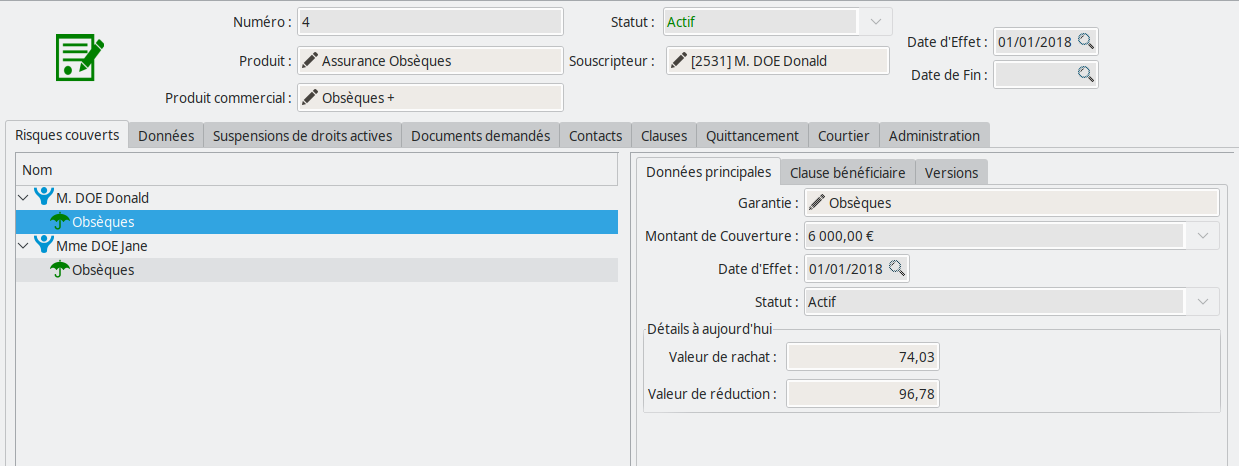 Numéro : 4 Statut : Actif
Date d'Effet : 01/01/2018
Produit : Assurance Obsèques Souscripteur : [2531] M. DOE Donald
Date de Fin :
Produit commercial : Obsèques +
Risques couverts Données Suspensions de droits actives Documents demandés Contacts Clauses Quittancement Courtier Administration
Nom
M. DOE Donald
Obsèques
Mme DOE Jane
Obsèques
Données principales Clause bénéficiaire Versions
Garantie : Obsèques
Montant de Couverture : 6 000,00 €
Date d'Effet : 01/01/2018
Statut : Actif
Détails à aujourd'hui
Valeur de rachat : 74,03
Valeur de réduction : 96,78